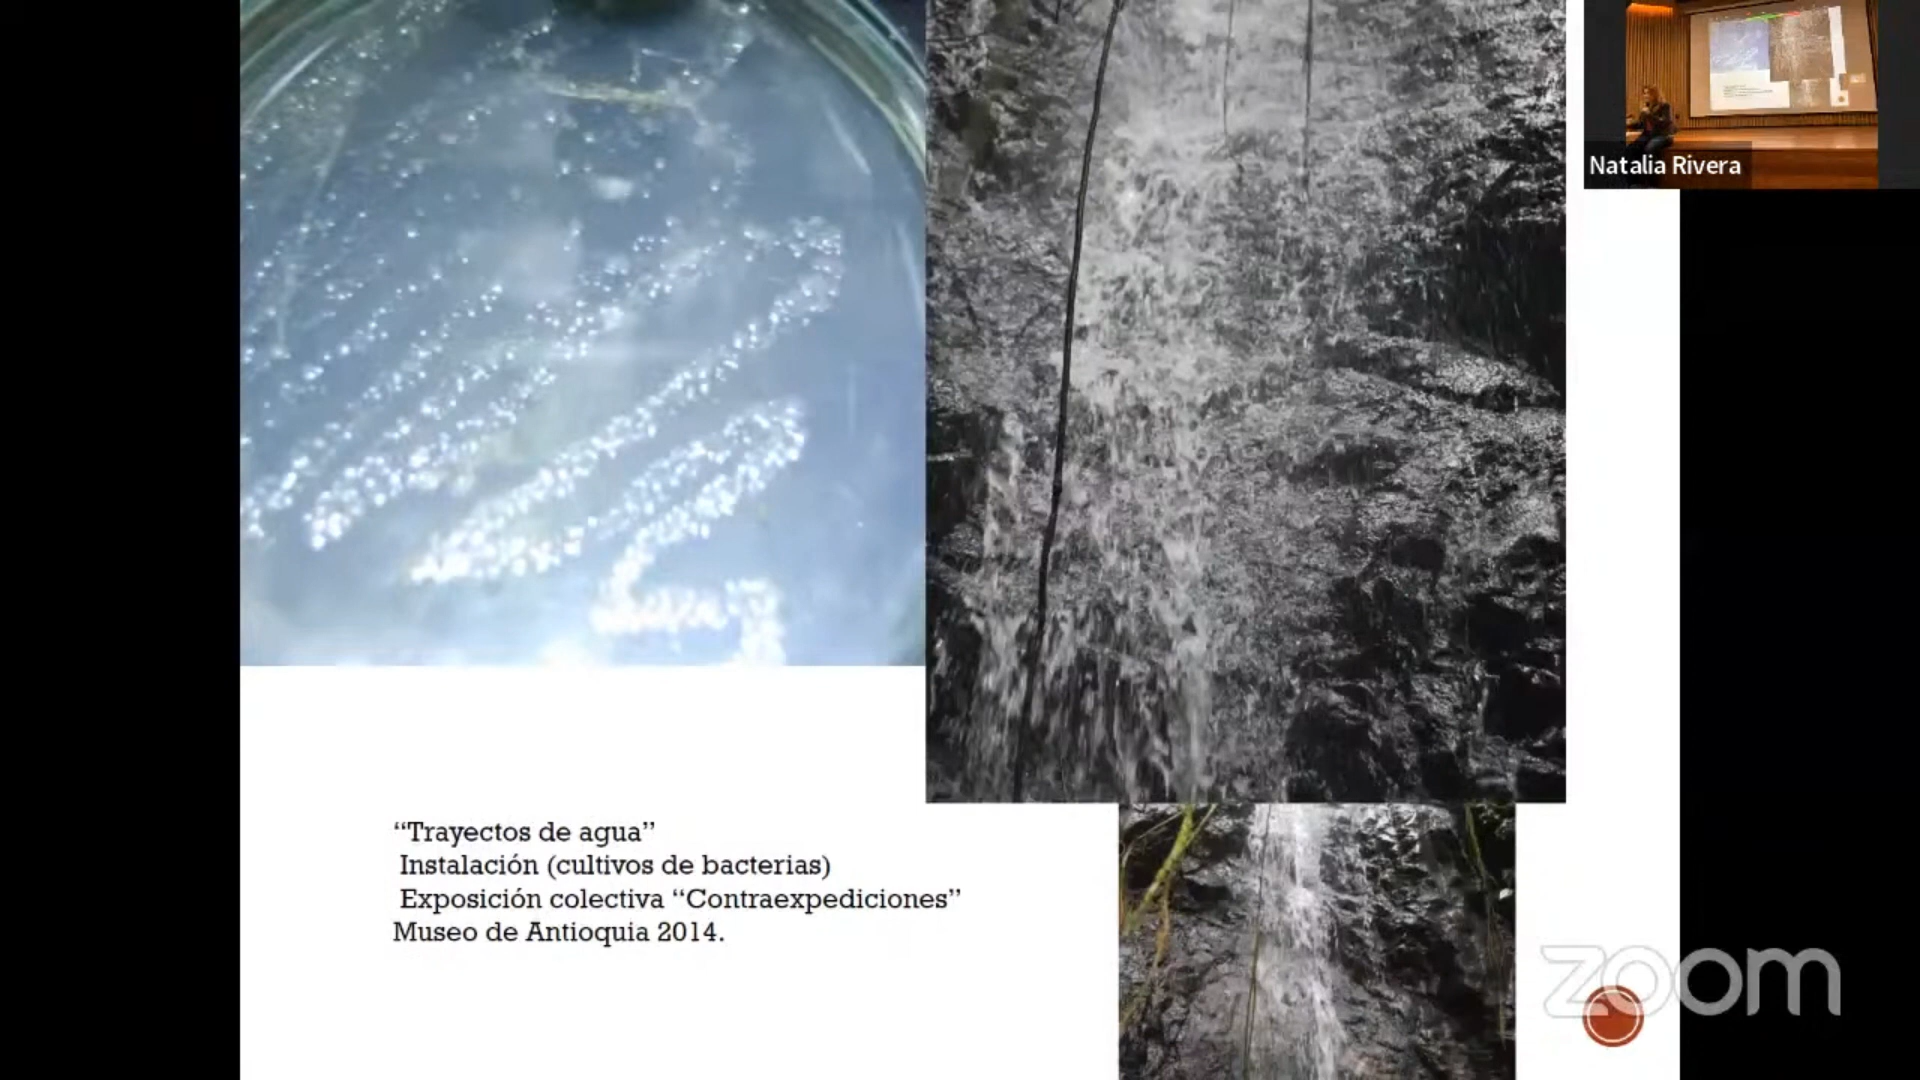 Natalia Rivera
“Trayectos de agua”
Instalación (cultivos de bacterias)
Exposición colectiva “Contraexpediciones”
Museo de Antioquia 2014.
zoom